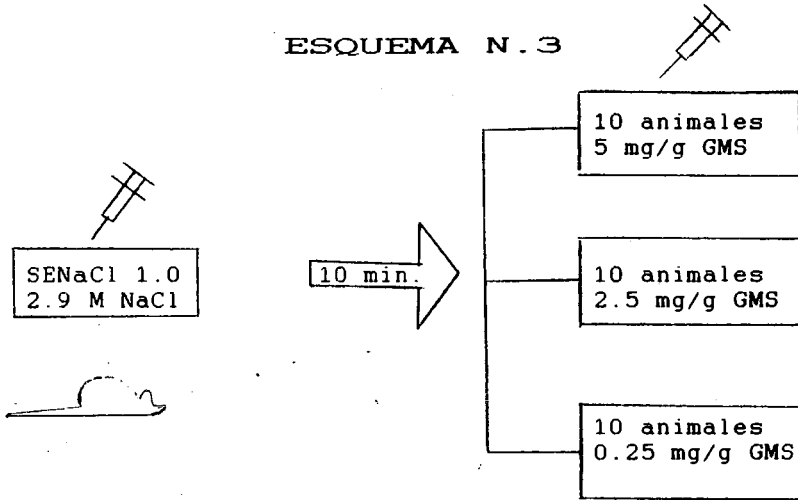 ESQUEMA N.3
SENaCl 1.0
2.9 M NaCl
10 min.
10 animales
5 mg/g GMS
10 animales
2.5 mg/g GMS
10 animales
0.25 mg/g GMS